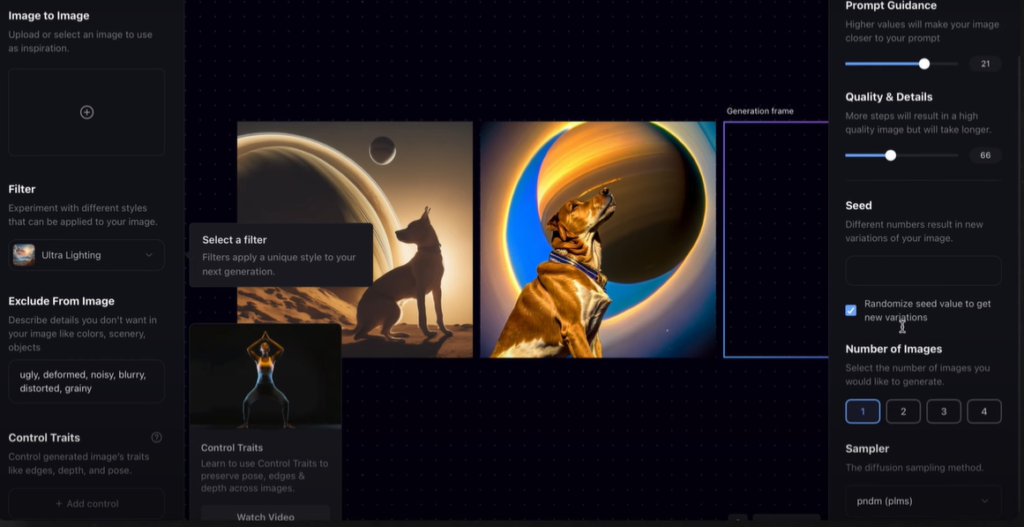 Image to Image
Upload or select an image to use
as inspiration.
Filter
Experiment with different styles
that can be applied to your image.
Ultra Lighting
Exclude From Image
Describe details you don't want in
your image like colors, scenery,
objects
ugly, deformed, noisy, blurry,
distorted, grainy
Control Traits
?
Control generated image's traits
like edges, depth, and pose.
+ Add control
Select a filter
Filters apply a unique style to your
next generation.
Control Traits
Learn to use Control Traits to
preserve pose, edges &
depth across images.
Watch Video
Generation frame
Prompt Guidance
Higher values will make your image
closer to your prompt
21
Quality & Details
More steps will result in a high
quality image but will take longer.
66
Seed
Different numbers result in new
variations of your image.
Randomize seed value to get
new variations
Number of Images
Select the number of images you
would like to generate.
1 2 3 4
Sampler
The diffusion sampling method.
pndm (plms)